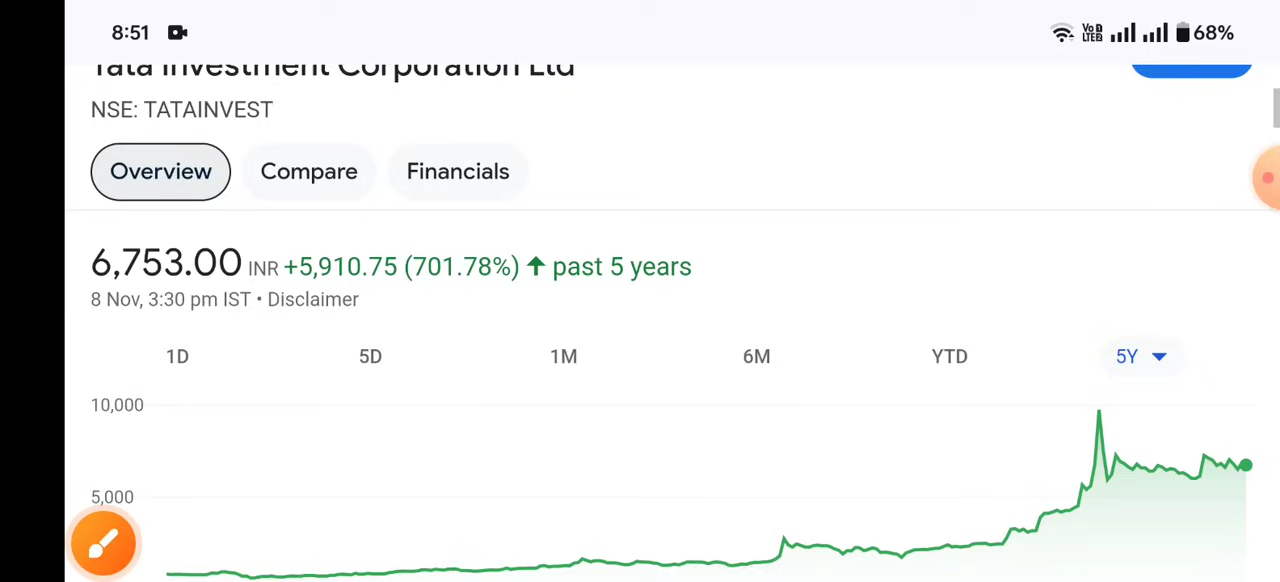 8:51 VoD LTE2 68%
Tata Investment Corporation Ltd
NSE: TATAINVEST
Overview Compare Financials
6,753.00 INR +5,910.75 (701.78%) ↑ past 5 years
8 Nov, 3:30 pm IST • Disclaimer
1D 5D 1M 6M YTD 5Y
10,000
5,000